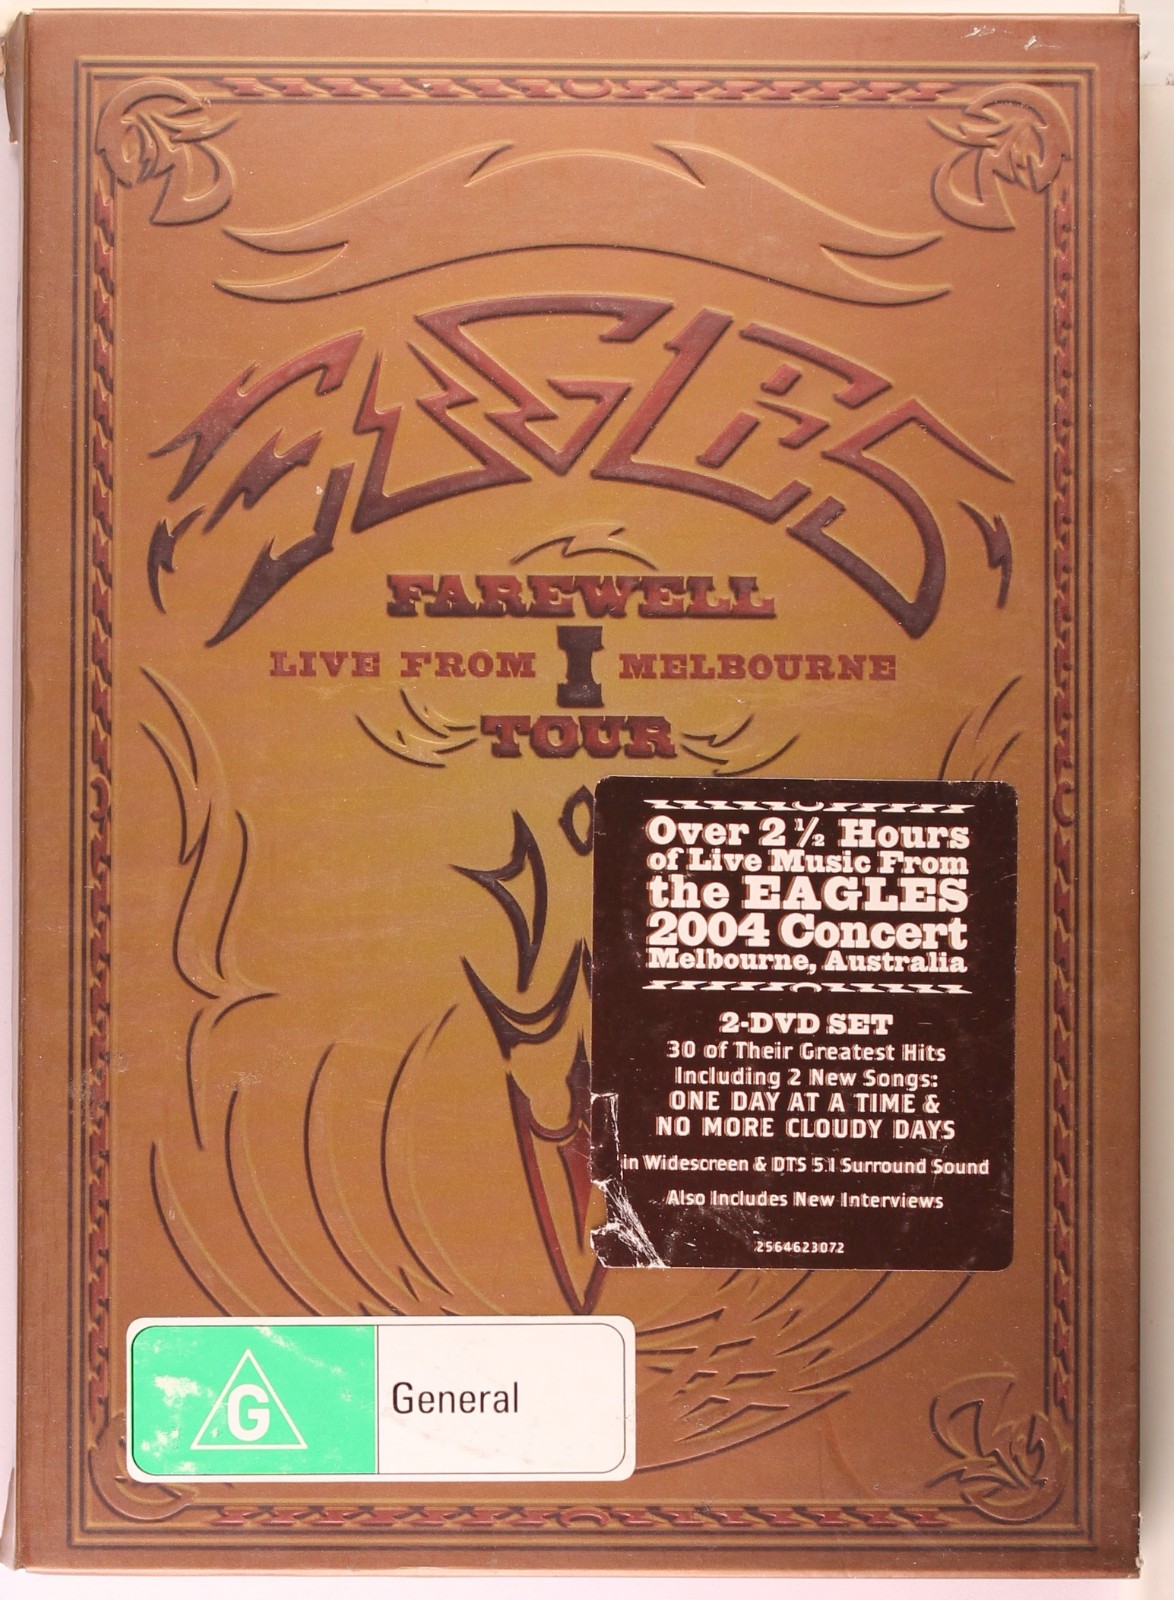 EAGLES
FAREWELL
LIVE FROM I MELBOURNE
TOUR
Over 2 ½ Hours
of Live Music From
the EAGLES
2004 Concert
Melbourne, Australia
2-DVD SET
30 of Their Greatest Hits
Including 2 New Songs:
ONE DAY AT A TIME &
NO MORE CLOUDY DAYS
in Widescreen & DTS 5.1 Surround Sound
Also Includes New Interviews
2564623072
G General